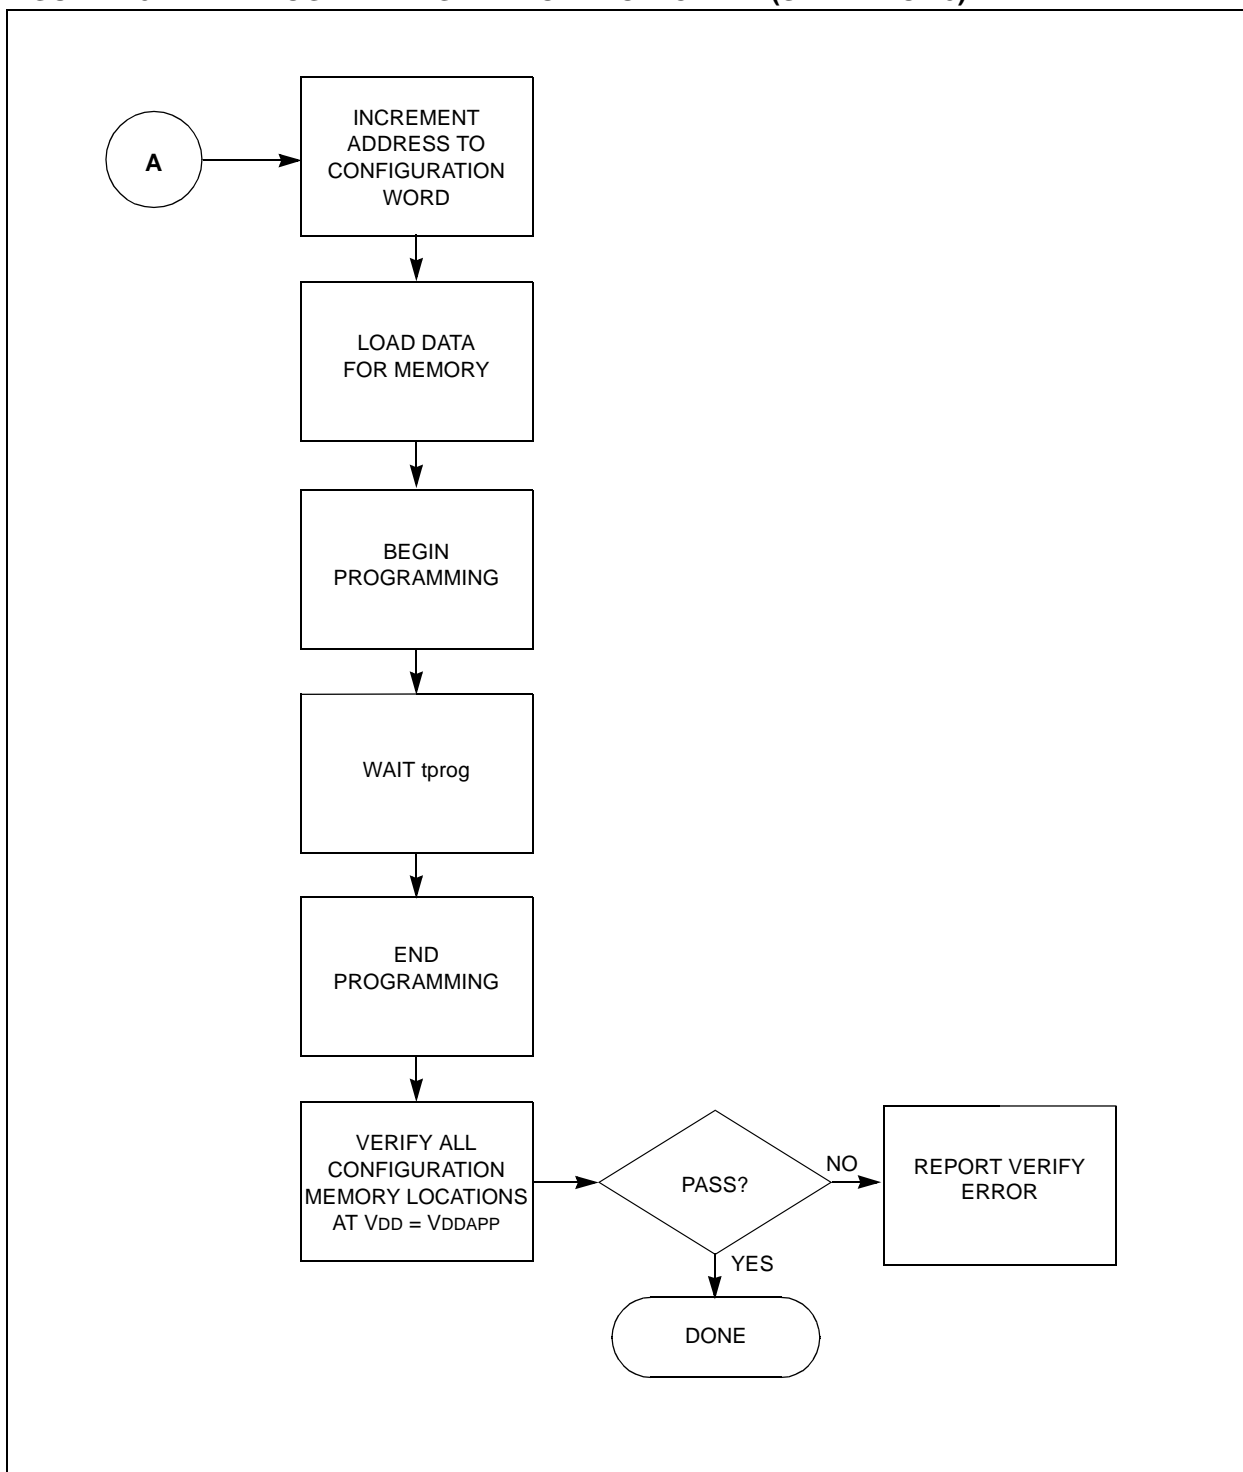 A
INCREMENT
ADDRESS TO
CONFIGURATION
WORD
LOAD DATA
FOR MEMORY
BEGIN
PROGRAMMING
WAIT tprog
END
PROGRAMMING
VERIFY ALL
CONFIGURATION
MEMORY LOCATIONS
AT VDD = VDDAPP
PASS?
NO
REPORT VERIFY
ERROR
YES
DONE